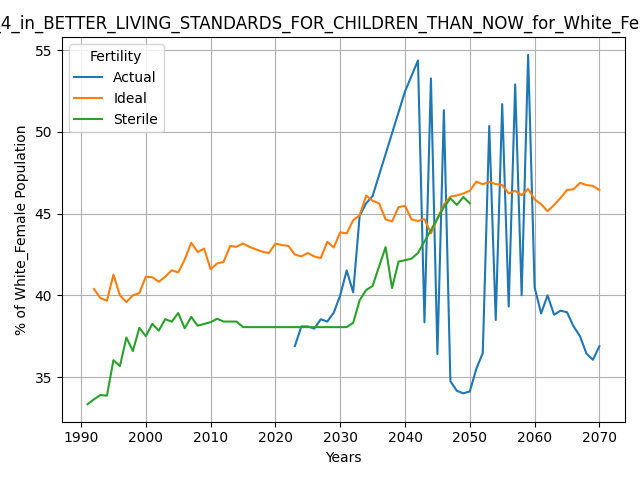 _4_in_BETTER_LIVING_STANDARDS_FOR_CHILDREN_THAN_NOW_for_White_Fe
Fertility
Actual
Ideal
Sterile
% of White_Female Population
55
50
45
40
35
1990 2000 2010 2020 2030 2040 2050 2060 2070
Years